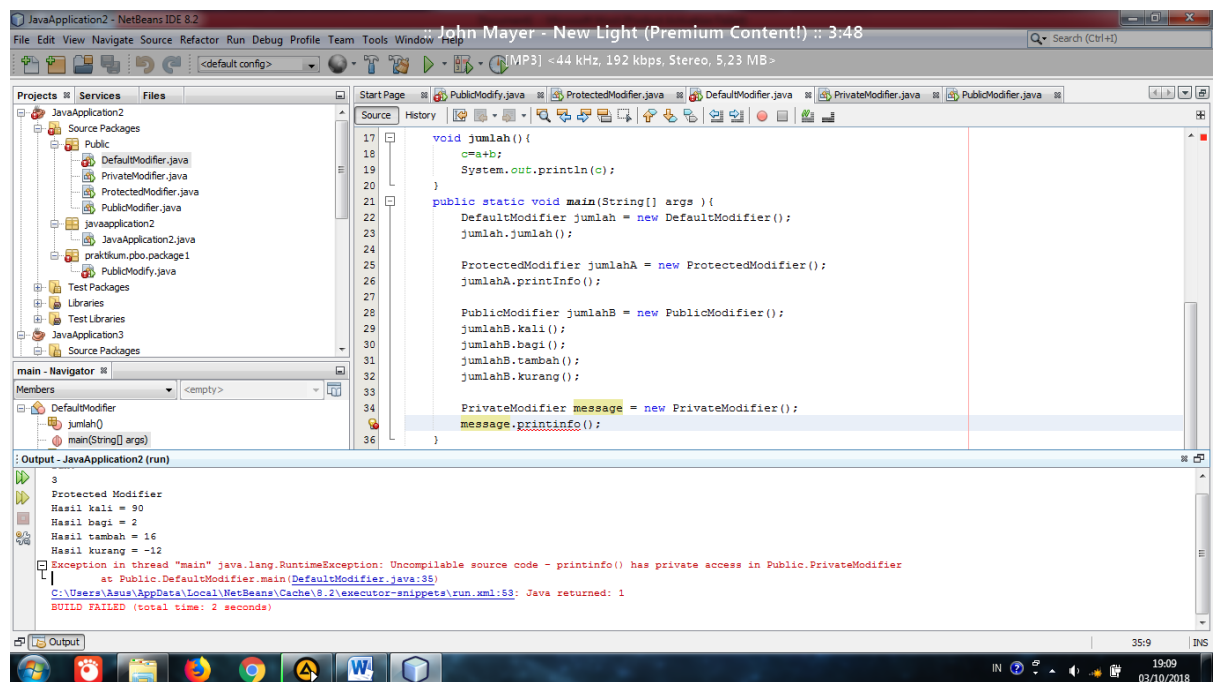 JavaApplication2 - NetBeans IDE 8.2
:: John Mayer - New Light (Premium Content!) :: 3:48
File Edit View Navigate Source Refactor Run Debug Profile Team Tools Window Help
Search (Ctrl+I)
<default config>
[MP3] <44 kHz, 192 kbps, Stereo, 5,23 MB>
Projects Services Files
Start Page PublicModify.java ProtectedModifier.java DefaultModifier.java PrivateModifier.java PublicModifier.java
Source History
JavaApplication2
Source Packages
Public
DefaultModifier.java
PrivateModifier.java
ProtectedModifier.java
PublicModifier.java
javaapplication2
JavaApplication2.java
praktikum.pbo.package1
PublicModify.java
Test Packages
Libraries
Test Libraries
JavaApplication3
Source Packages
17 void jumlah(){
18 c=a+b;
19 System.out.println(c);
20 }
21 public static void main(String[] args ){
22 DefaultModifier jumlah = new DefaultModifier();
23 jumlah.jumlah();
24
25 ProtectedModifier jumlahA = new ProtectedModifier();
26 jumlahA.printInfo();
27
28 PublicModifier jumlahB = new PublicModifier();
29 jumlahB.kali();
30 jumlahB.bagi();
31 jumlahB.tambah();
32 jumlahB.kurang();
33
34 PrivateModifier message = new PrivateModifier();
message.printinfo();
36 }
main - Navigator
Members <empty>
DefaultModifier
jumlah()
main(String[] args)
Output - JavaApplication2 (run)
3
Protected Modifier
Hasil kali = 90
Hasil bagi = 2
Hasil tambah = 16
Hasil kurang = -12
Exception in thread "main" java.lang.RuntimeException: Uncompilable source code - printinfo() has private access in Public.PrivateModifier
at Public.DefaultModifier.main(DefaultModifier.java:35)
C:\Users\Asus\AppData\Local\NetBeans\Cache\8.2\executor-snippets\run.xml:53: Java returned: 1
BUILD FAILED (total time: 2 seconds)
Output
35:9 INS
IN
19:09
03/10/2018